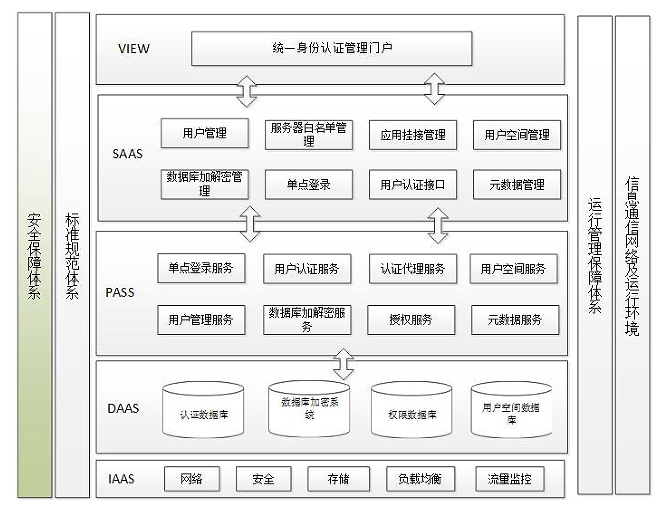 VIEW
统一身份认证管理门户
SAAS
用户管理
服务器白名单管
理
应用挂接管理
用户空间管理
数据库加解密管
理
单点登录
用户认证接口
元数据管理
PASS
单点登录服务
用户认证服务
认证代理服务
用户空间服务
用户管理服务
数据库加解密服
务
授权服务
元数据服务
DAAS
认证数据库
数据库加密系
统
权限数据库
用户空间数据
库
IAAS
网络
安全
存储
负载均衡
流量监控
安全保障体系
标准规范体系
运行管理保障体系
信息通信网络及运行环境